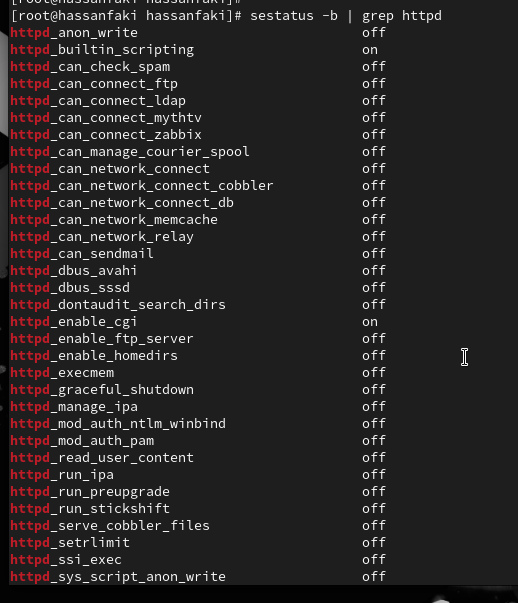 [root@hassanfaki hassanfaki]#
[root@hassanfaki hassanfaki]# sestatus -b | grep httpd
httpd_anon_write off
httpd_builtin_scripting on
httpd_can_check_spam off
httpd_can_connect_ftp off
httpd_can_connect_ldap off
httpd_can_connect_mythtv off
httpd_can_connect_zabbix off
httpd_can_manage_courier_spool off
httpd_can_network_connect off
httpd_can_network_connect_cobbler off
httpd_can_network_connect_db off
httpd_can_network_memcache off
httpd_can_network_relay off
httpd_can_sendmail off
httpd_dbus_avahi off
httpd_dbus_sssd off
httpd_dontaudit_search_dirs off
httpd_enable_cgi on
httpd_enable_ftp_server off
httpd_enable_homedirs off
httpd_execmem off
httpd_graceful_shutdown off
httpd_manage_ipa off
httpd_mod_auth_ntlm_winbind off
httpd_mod_auth_pam off
httpd_read_user_content off
httpd_run_ipa off
httpd_run_preupgrade off
httpd_run_stickshift off
httpd_serve_cobbler_files off
httpd_setrlimit off
httpd_ssi_exec off
httpd_sys_script_anon_write off